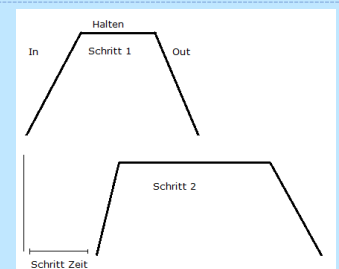 Halten
In
Schritt 1
Out
Schritt 2
Schritt Zeit